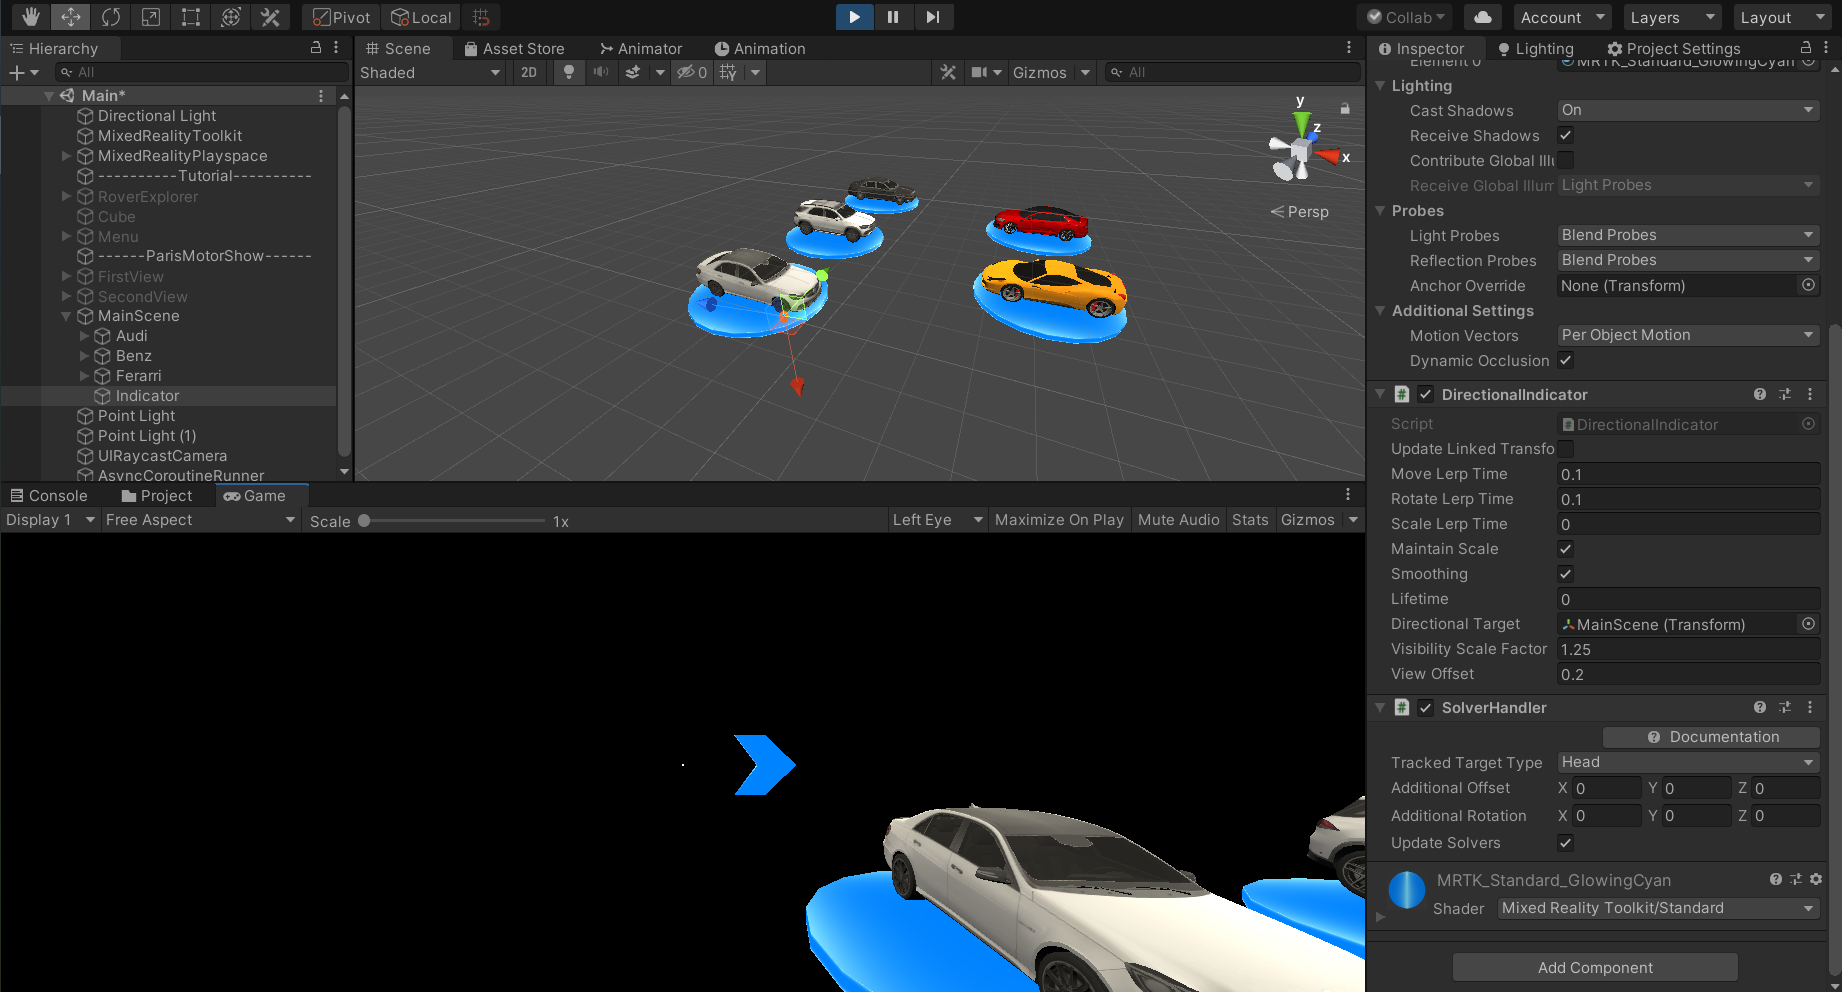 Pivot
Local
Collab
Account
Layers
Layout
Hierarchy
All
Main*
Directional Light
MixedRealityToolkit
MixedRealityPlayspace
----------Tutorial----------
RoverExplorer
Cube
Menu
------ParisMotorShow------
FirstView
SecondView
MainScene
Audi
Benz
Ferarri
Indicator
Point Light
Point Light (1)
UIRaycastCamera
AsyncCoroutineRunner
Scene
Asset Store
Animator
Animation
Shaded
2D
0
Gizmos
All
y
z
x
Persp
Console
Project
Game
Display 1
Free Aspect
Scale
1x
Left Eye
Maximize On Play
Mute Audio
Stats
Gizmos
Inspector
Lighting
Project Settings
Element 0
MRTK_Standard_GlowingCyan
Lighting
Cast Shadows
On
Receive Shadows
Contribute Global Illu
Receive Global Illum
Light Probes
Probes
Light Probes
Blend Probes
Reflection Probes
Blend Probes
Anchor Override
None (Transform)
Additional Settings
Motion Vectors
Per Object Motion
Dynamic Occlusion
DirectionalIndicator
Script
DirectionalIndicator
Update Linked Transfo
Move Lerp Time
0.1
Rotate Lerp Time
0.1
Scale Lerp Time
0
Maintain Scale
Smoothing
Lifetime
0
Directional Target
MainScene (Transform)
Visibility Scale Factor
1.25
View Offset
0.2
SolverHandler
Documentation
Tracked Target Type
Head
Additional Offset
X 0 Y 0 Z 0
Additional Rotation
X 0 Y 0 Z 0
Update Solvers
MRTK_Standard_GlowingCyan
Shader
Mixed Reality Toolkit/Standard
Add Component